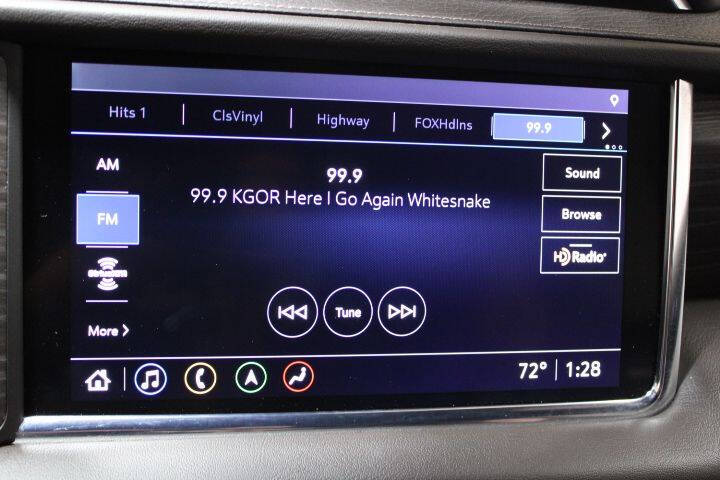 Hits 1 ClsVinyl Highway FOXHdlns 99.9
AM
99.9
Sound
99.9 KGOR Here I Go Again Whitesnake
FM
Browse
HD Radio
SiriusXM
Tune
More
72° 1:28